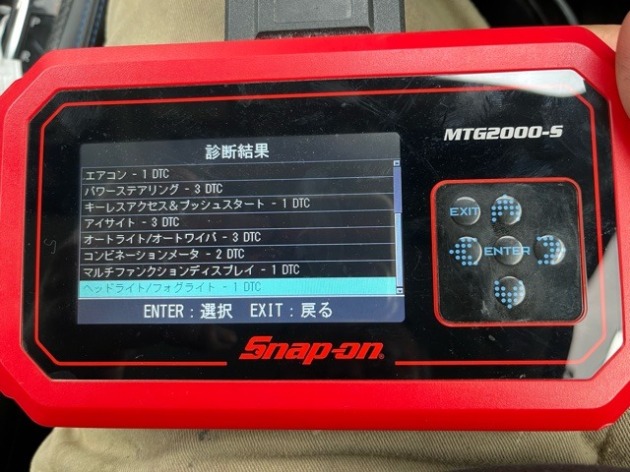 MTG2000-S
診断結果
エアコン - 1 DTC
パワーステアリング - 3 DTC
キーレスアクセス&プッシュスタート - 1 DTC
アイサイト - 3 DTC
オートライト/オートワイパ - 3 DTC
コンビネーションメータ - 2 DTC
マルチファンクションディスプレイ - 1 DTC
ヘッドライト/フォグライト - 1 DTC
ENTER:選択 EXIT:戻る
EXIT
ENTER
Snap-on